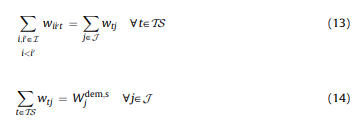 ∑_{i,i'∈ℐ, i<i'} w_{ii't} = ∑_{j∈𝒥} w_{tj} ∀t∈𝒯𝒮 (13)
∑_{t∈𝒯𝒮} w_{tj} = W_j^{dem,s} ∀j∈𝒥 (14)